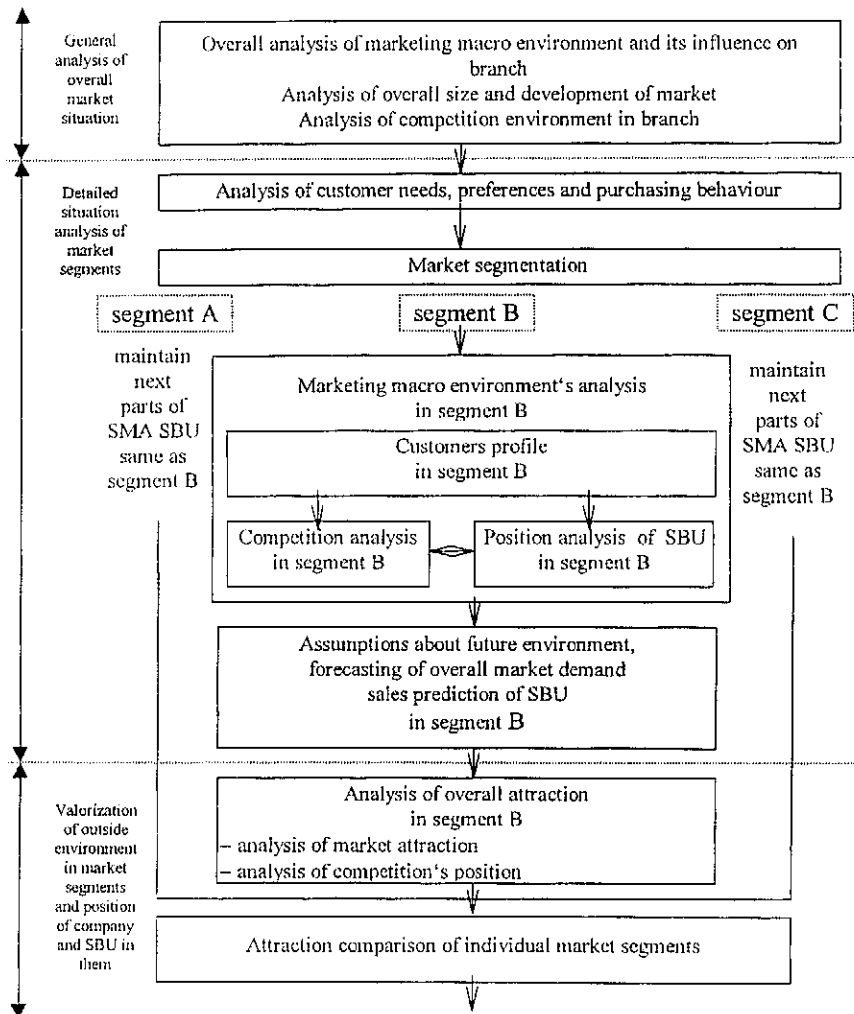 General
analysis of
overall
market
situation
Overall analysis of marketing macro environment and its influence on
branch
Analysis of overall size and development of market
Analysis of competition environment in branch
Detailed
situation
analysis of
market
segments
Analysis of customer needs, preferences and purchasing behaviour
Market segmentation
segment A
segment B
segment C
maintain
next
parts of
SMA SBU
same as
segment B
Marketing macro environment‘s analysis
in segment B
Customers profile
in segment B
Competition analysis
in segment B
Position analysis of SBU
in segment B
maintain
next
parts of
SMA SBU
same as
segment B
Assumptions about future environment,
forecasting of overall market demand
sales prediction of SBU
in segment B
Valorization
of outside
environment
in market
segments
and position
of company
and SBU in
them
Analysis of overall attraction
in segment B
– analysis of market attraction
– analysis of competition‘s position
Attraction comparison of individual market segments